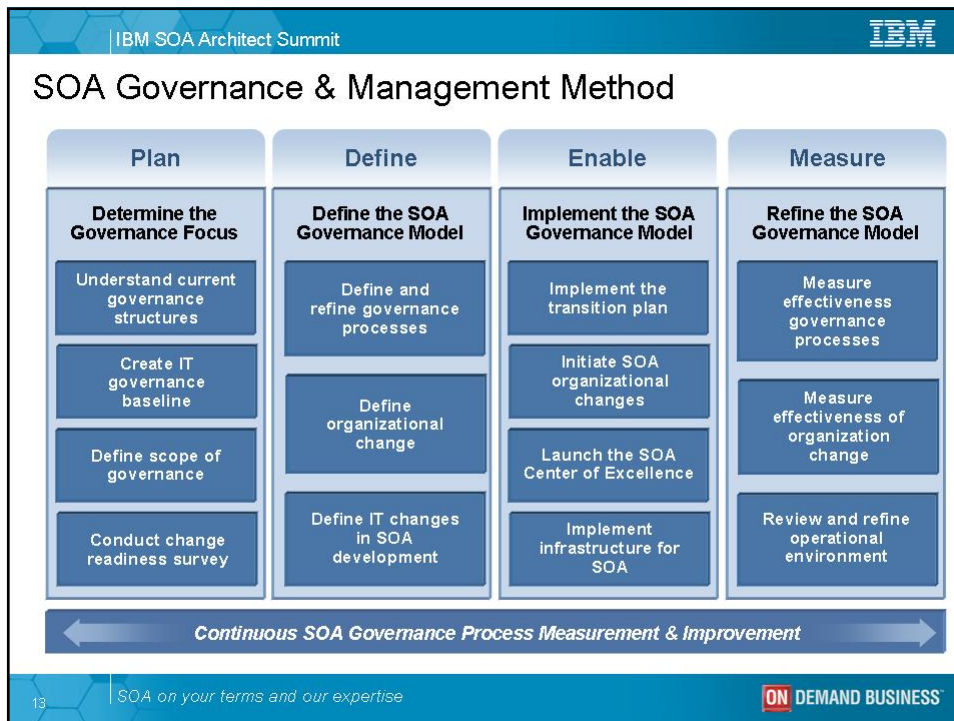 IBM SOA Architect Summit
IBM
SOA Governance & Management Method
Plan
Determine the
Governance Focus
Understand current
governance
structures
Create IT
governance
baseline
Define scope of
governance
Conduct change
readiness survey
Define
Define the SOA
Governance Model
Define and
refine governance
processes
Define
organizational
change
Define IT changes
in SOA
development
Enable
Implement the SOA
Governance Model
Implement the
transition plan
Initiate SOA
organizational
changes
Launch the SOA
Center of Excellence
Implement
infrastructure for
SOA
Measure
Refine the SOA
Governance Model
Measure
effectiveness
governance
processes
Measure
effectiveness of
organization
change
Review and refine
operational
environment
Continuous SOA Governance Process Measurement & Improvement
13
SOA on your terms and our expertise
ON DEMAND BUSINESS™